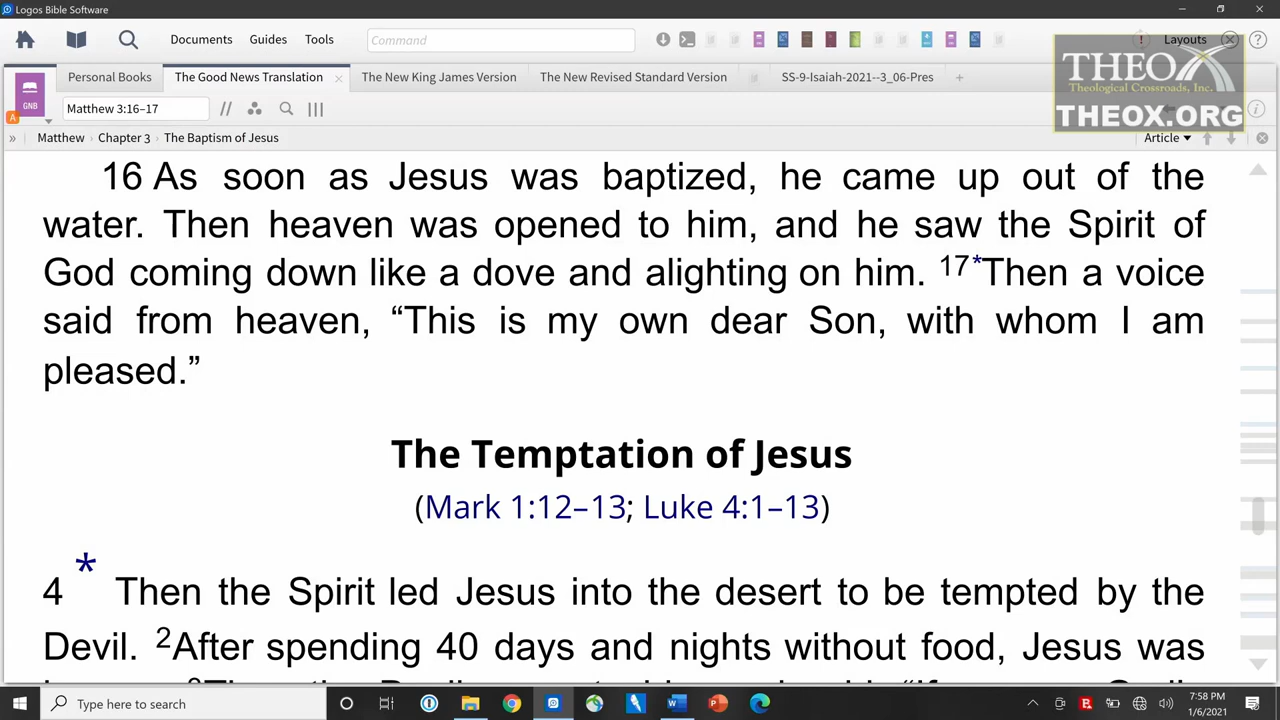 Logos Bible Software
Documents Guides Tools Command Layouts
THEOX
Theological Crossroads, Inc.
THEOX.ORG
GNB
A
Personal Books The Good News Translation The New King James Version The New Revised Standard Version SS-9-Isaiah-2021--3_06-Pres
Matthew 3:16–17
» Matthew › Chapter 3 › The Baptism of Jesus Article
16 As soon as Jesus was baptized, he came up out of the
water. Then heaven was opened to him, and he saw the Spirit of
God coming down like a dove and alighting on him. 17*Then a voice
said from heaven, “This is my own dear Son, with whom I am
pleased.”
The Temptation of Jesus
(Mark 1:12–13; Luke 4:1–13)
4 * Then the Spirit led Jesus into the desert to be tempted by the
Devil. 2After spending 40 days and nights without food, Jesus was
Type here to search
7:58 PM
1/6/2021